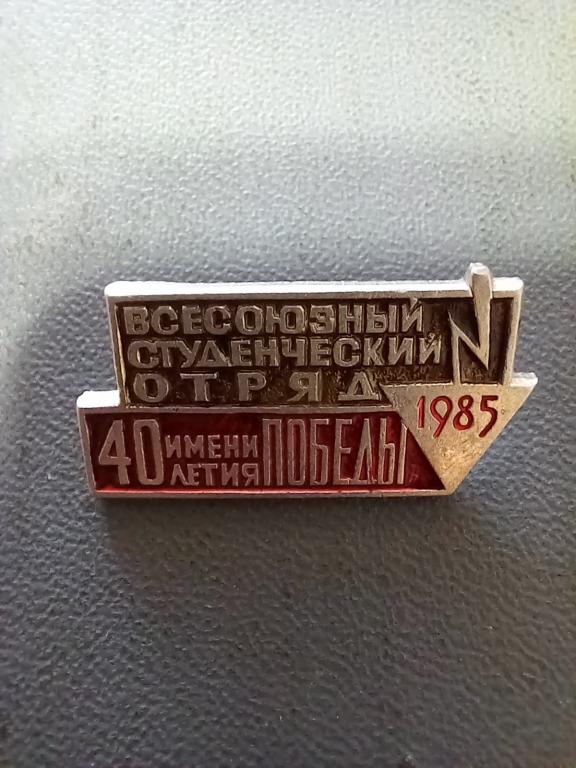 ВСЕСОЮЗНЫЙ
СТУДЕНЧЕСКИЙ
ОТРЯД
1985
ИМЕНИ
40 ЛЕТИЯ ПОБЕДЫ